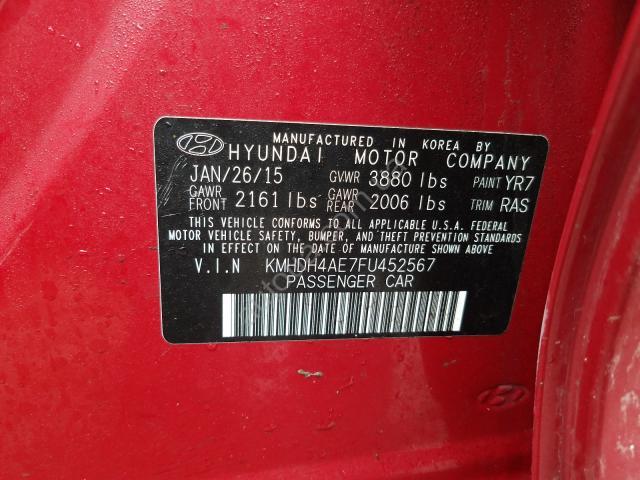 MANUFACTURED IN KOREA BY
HYUNDAI MOTOR COMPANY
JAN/26/15 GVWR 3880 lbs PAINT YR7
GAWR FRONT 2161 lbs GAWR REAR 2006 lbs TRIM RAS
THIS VEHICLE CONFORMS TO ALL APPLICABLE U.S.A. FEDERAL
MOTOR VEHICLE SAFETY, BUMPER, AND THEFT PREVENTION STANDARDS
IN EFFECT ON THE DATE OF MANUFACTURE SHOWN ABOVE
V.I.N KMHDH4AE7FU452567
PASSENGER CAR